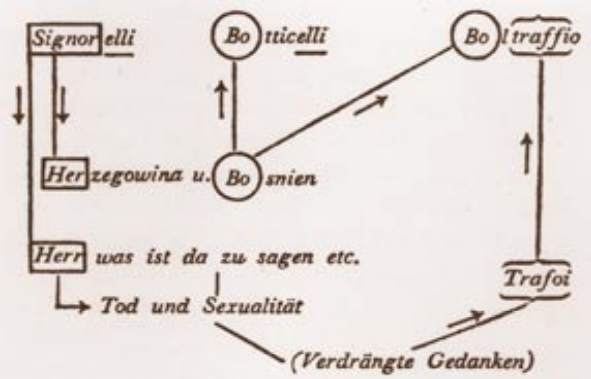 Signorelli Botticelli Boltraffio
Herzegowina u. Bosnien
Herr was ist da zu sagen etc.
Trafoi
Tod und Sexualität
(Verdrängte Gedanken)